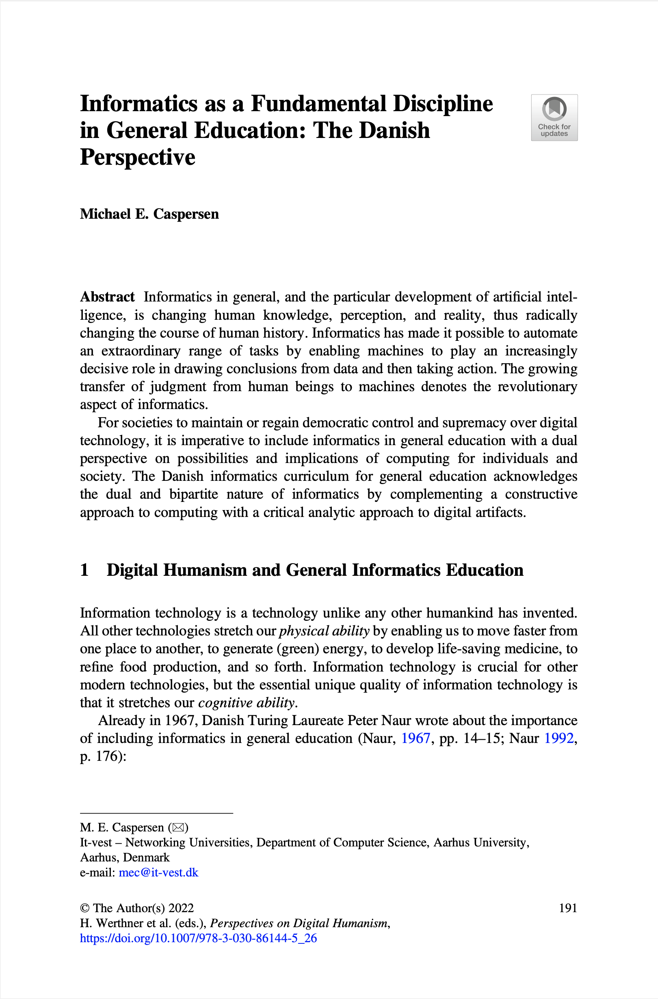 Informatics as a Fundamental Discipline
in General Education: The Danish
Perspective
Check for
updates
Michael E. Caspersen
Abstract Informatics in general, and the particular development of artificial intel-
ligence, is changing human knowledge, perception, and reality, thus radically
changing the course of human history. Informatics has made it possible to automate
an extraordinary range of tasks by enabling machines to play an increasingly
decisive role in drawing conclusions from data and then taking action. The growing
transfer of judgment from human beings to machines denotes the revolutionary
aspect of informatics.
For societies to maintain or regain democratic control and supremacy over digital
technology, it is imperative to include informatics in general education with a dual
perspective on possibilities and implications of computing for individuals and
society. The Danish informatics curriculum for general education acknowledges
the dual and bipartite nature of informatics by complementing a constructive
approach to computing with a critical analytic approach to digital artifacts.
1 Digital Humanism and General Informatics Education
Information technology is a technology unlike any other humankind has invented.
All other technologies stretch our physical ability by enabling us to move faster from
one place to another, to generate (green) energy, to develop life-saving medicine, to
refine food production, and so forth. Information technology is crucial for other
modern technologies, but the essential unique quality of information technology is
that it stretches our cognitive ability.
Already in 1967, Danish Turing Laureate Peter Naur wrote about the importance
of including informatics in general education (Naur, 1967, pp. 14–15; Naur 1992,
p. 176):
M. E. Caspersen (✉)
It-vest – Networking Universities, Department of Computer Science, Aarhus University,
Aarhus, Denmark
e-mail: mec@it-vest.dk
© The Author(s) 2022
191
H. Werthner et al. (eds.), Perspectives on Digital Humanism,
https://doi.org/10.1007/978-3-030-86144-5_26